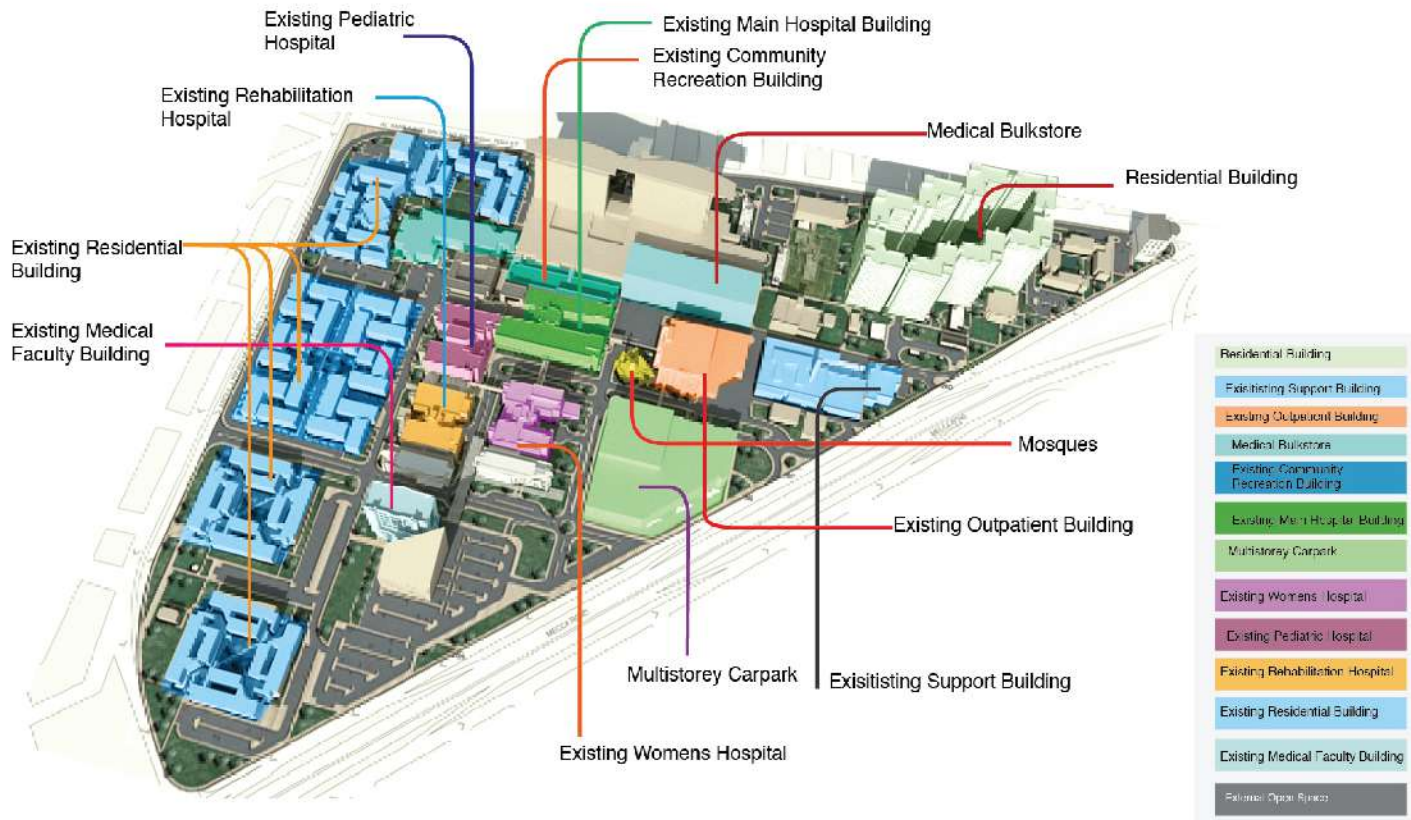 Existing Pediatric
Hospital
Existing Main Hospital Building
Existing Community
Recreation Building
Existing Rehabilitation
Hospital
Medical Bulkstore
Residential Building
Existing Residential
Building
Existing Medical
Faculty Building
Mosques
Existing Outpatient Building
Multistorey Carpark
Exisitisting Support Building
Existing Womens Hospital
MECCA ROAD
Residential Building
Exisitisting Support Building
Existing Outpatient Building
Medical Bulkstore
Existing Community
Recreation Building
Existing Main Hospital Building
Multistorey Carpark
Existing Womens Hospital
Existing Pediatric Hospital
Existing Rehabilitation Hospital
Existing Residential Building
Existing Medical Faculty Building
External Open Space